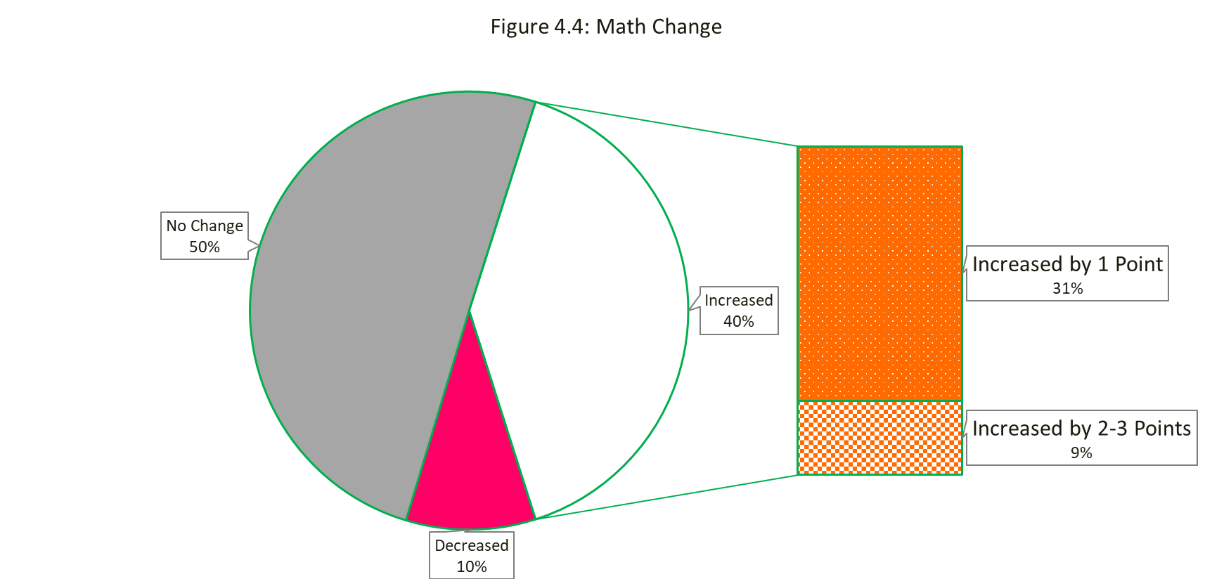 Figure 4.4: Math Change
No Change
50%
Increased
40%
Increased by 1 Point
31%
Increased by 2-3 Points
9%
Decreased
10%